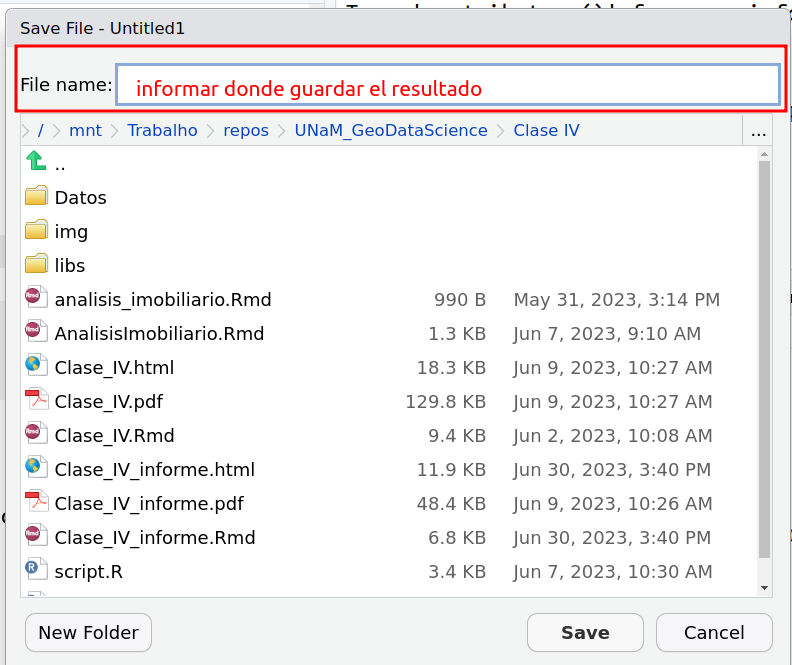 Save File - Untitled1
File name: informar donde guardar el resultado
/ mnt Trabalho repos UNaM_GeoDataScience Clase IV ...
..
Datos
img
libs
analisis_imobiliario.Rmd 990 B May 31, 2023, 3:14 PM
AnalisisImobiliario.Rmd 1.3 KB Jun 7, 2023, 9:10 AM
Clase_IV.html 18.3 KB Jun 9, 2023, 10:27 AM
Clase_IV.pdf 129.8 KB Jun 9, 2023, 10:27 AM
Clase_IV.Rmd 9.4 KB Jun 2, 2023, 10:08 AM
Clase_IV_informe.html 11.9 KB Jun 30, 2023, 3:40 PM
Clase_IV_informe.pdf 48.4 KB Jun 9, 2023, 10:26 AM
Clase_IV_informe.Rmd 6.8 KB Jun 30, 2023, 3:40 PM
script.R 3.4 KB Jun 7, 2023, 10:30 AM
New Folder Save Cancel